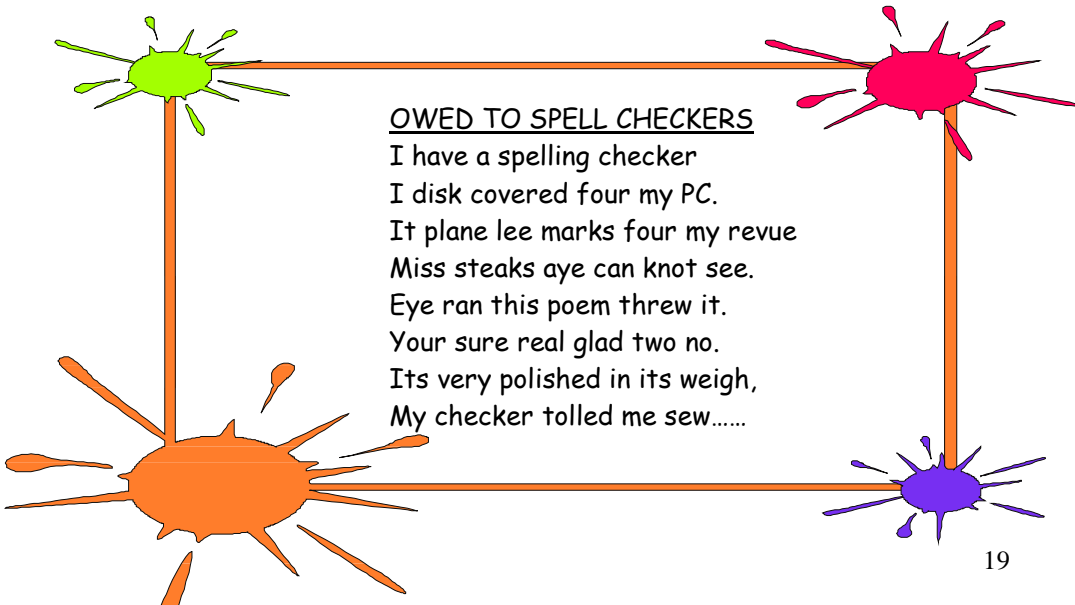 OWED TO SPELL CHECKERS
I have a spelling checker
I disk covered four my PC.
It plane lee marks four my revue
Miss steaks aye can knot see.
Eye ran this poem threw it.
Your sure real glad two no.
Its very polished in its weigh,
My checker tolled me sew......
19